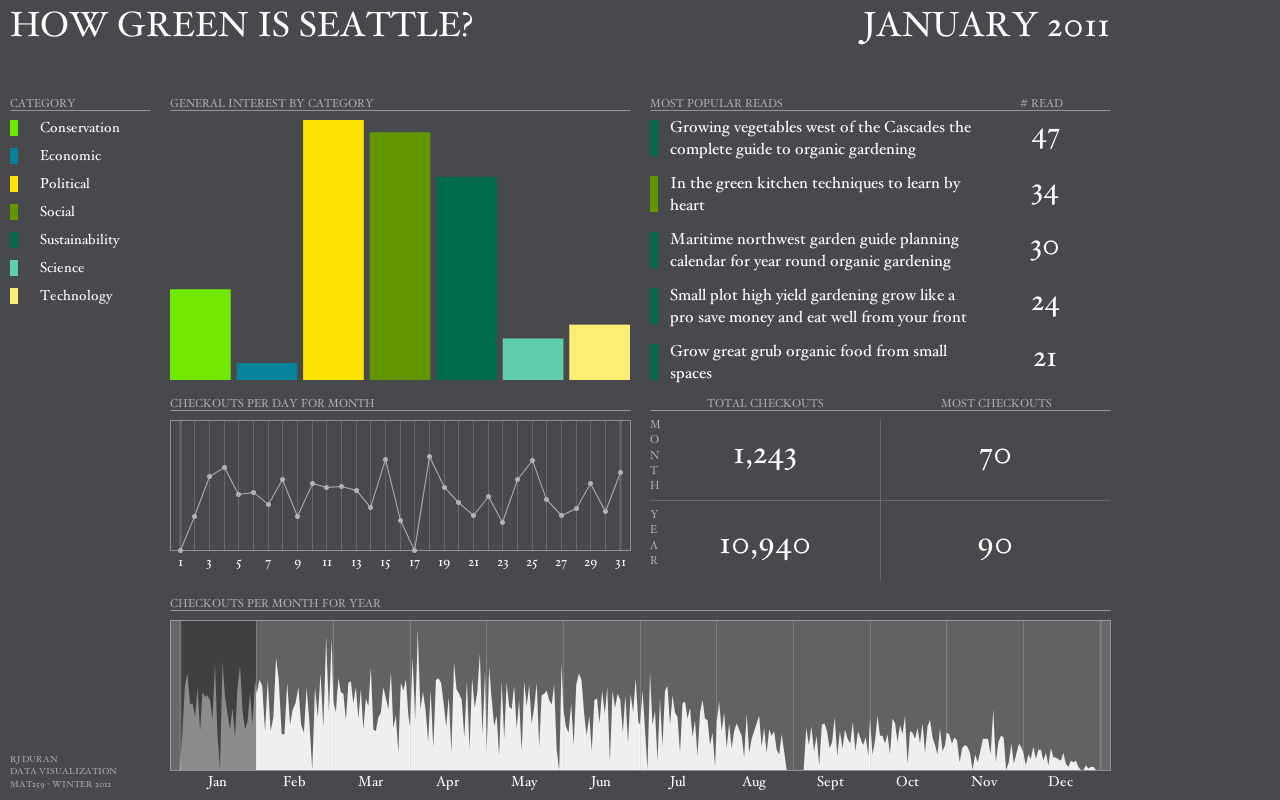 HOW GREEN IS SEATTLE?
JANUARY 2011
CATEGORY
Conservation
Economic
Political
Social
Sustainability
Science
Technology
GENERAL INTEREST BY CATEGORY
MOST POPULAR READS
# READ
Growing vegetables west of the Cascades the
complete guide to organic gardening
47
In the green kitchen techniques to learn by
heart
34
Maritime northwest garden guide planning
calendar for year round organic gardening
30
Small plot high yield gardening grow like a
pro save money and eat well from your front
24
Grow great grub organic food from small
spaces
21
CHECKOUTS PER DAY FOR MONTH
1 3 5 7 9 11 13 15 17 19 21 23 25 27 29 31
TOTAL CHECKOUTS
MOST CHECKOUTS
MONTH
1,243
70
YEAR
10,940
90
CHECKOUTS PER MONTH FOR YEAR
Jan Feb Mar Apr May Jun Jul Aug Sept Oct Nov Dec
RJ DURAN
DATA VISUALIZATION
MAT259 - WINTER 2012